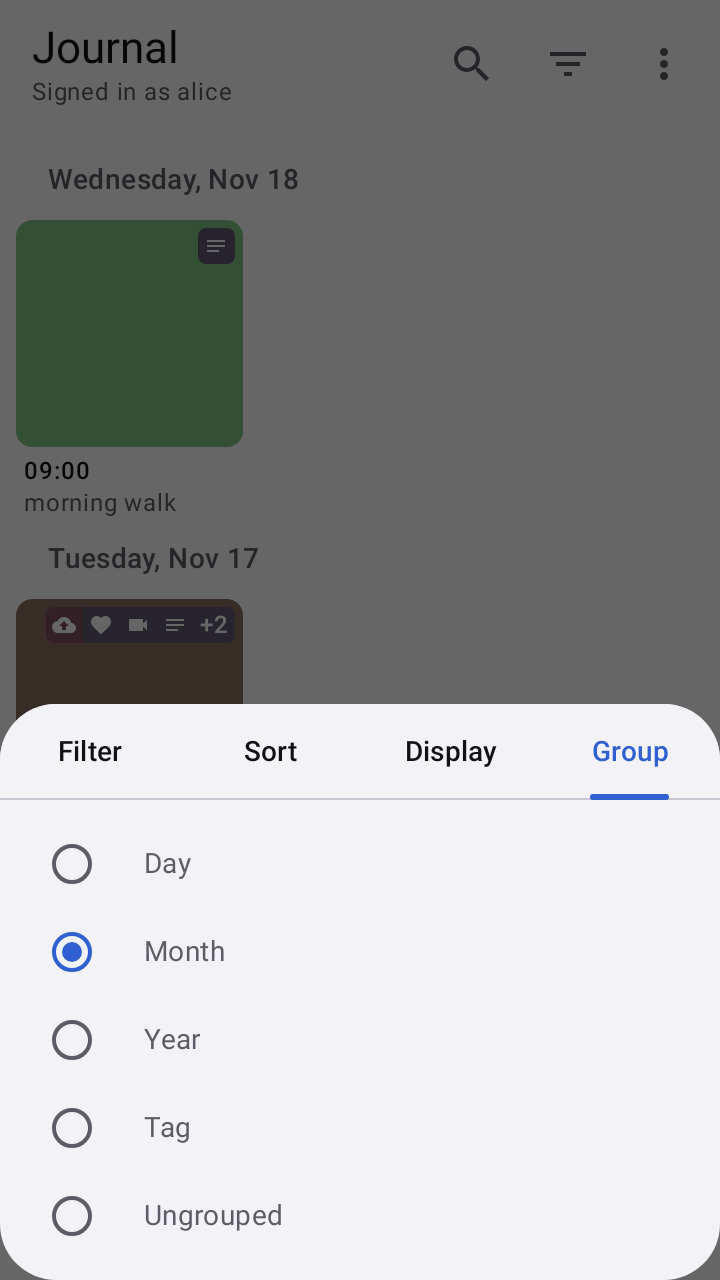 Journal
Signed in as alice
Wednesday, Nov 18
09:00
morning walk
Tuesday, Nov 17
+2
Filter Sort Display Group
Day
Month
Year
Tag
Ungrouped